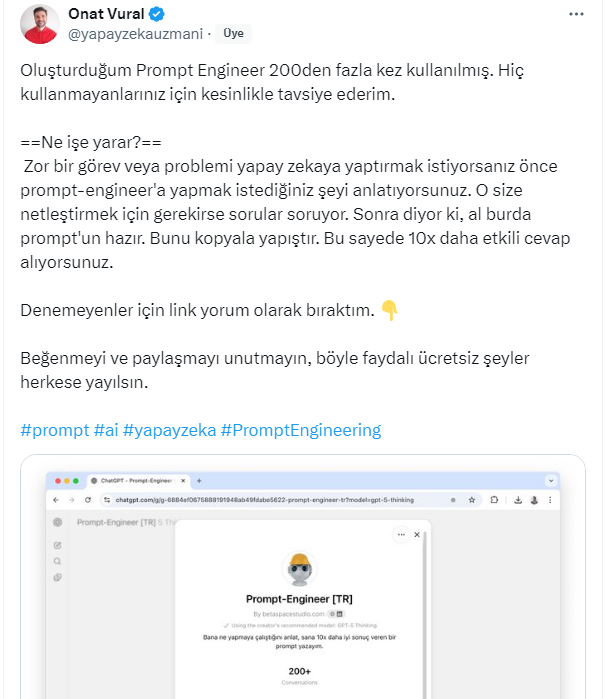 Onat Vural
@yapayzekauzmani · Üye
Oluşturduğum Prompt Engineer 200den fazla kez kullanılmış. Hiç
kullanmayanlarınız için kesinlikle tavsiye ederim.
==Ne işe yarar?==
Zor bir görev veya problemi yapay zekaya yaptırmak istiyorsanız önce
prompt-engineer'a yapmak istediğiniz şeyi anlatıyorsunuz. O size
netleştirmek için gerekirse sorular soruyor. Sonra diyor ki, al burda
prompt'un hazır. Bunu kopyala yapıştır. Bu sayede 10x daha etkili cevap
alıyorsunuz.
Denemeyenler için link yorum olarak bıraktım. 👇
Beğenmeyi ve paylaşmayı unutmayın, böyle faydalı ücretsiz şeyler
herkese yayılsın.
#prompt #ai #yapayzeka #PromptEngineering
ChatGPT - Prompt-Engineer
chatgpt.com/g/g-6884ef0675888191948ab49fdabe5622-prompt-engineer-tr?model=gpt-5-thinking
Prompt-Engineer [TR] 5 Thi
Prompt-Engineer [TR]
By betaspacestudio.com
Using the creator's recommended model: GPT-5 Thinking
Bana ne yapmaya çalıştığını anlat, sana 10x daha iyi sonuç veren bir
prompt yazayım.
200+
Conversations